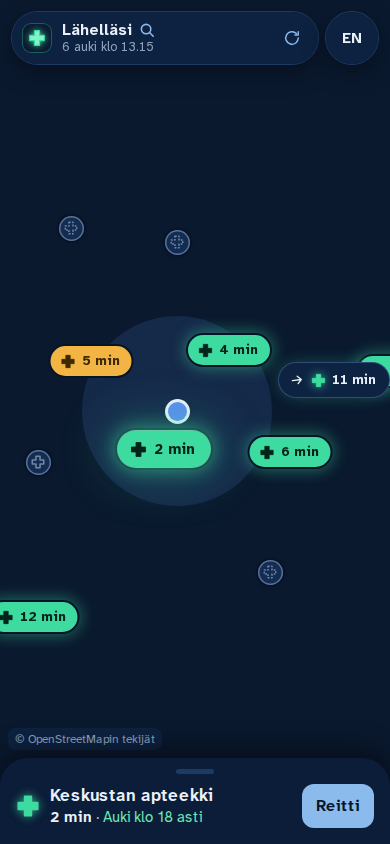 Lähelläsi
6 auki klo 13.15
EN
4 min
5 min
11 min
2 min
6 min
12 min
© OpenStreetMapin tekijät
Keskustan apteekki
2 min · Auki klo 18 asti
Reitti